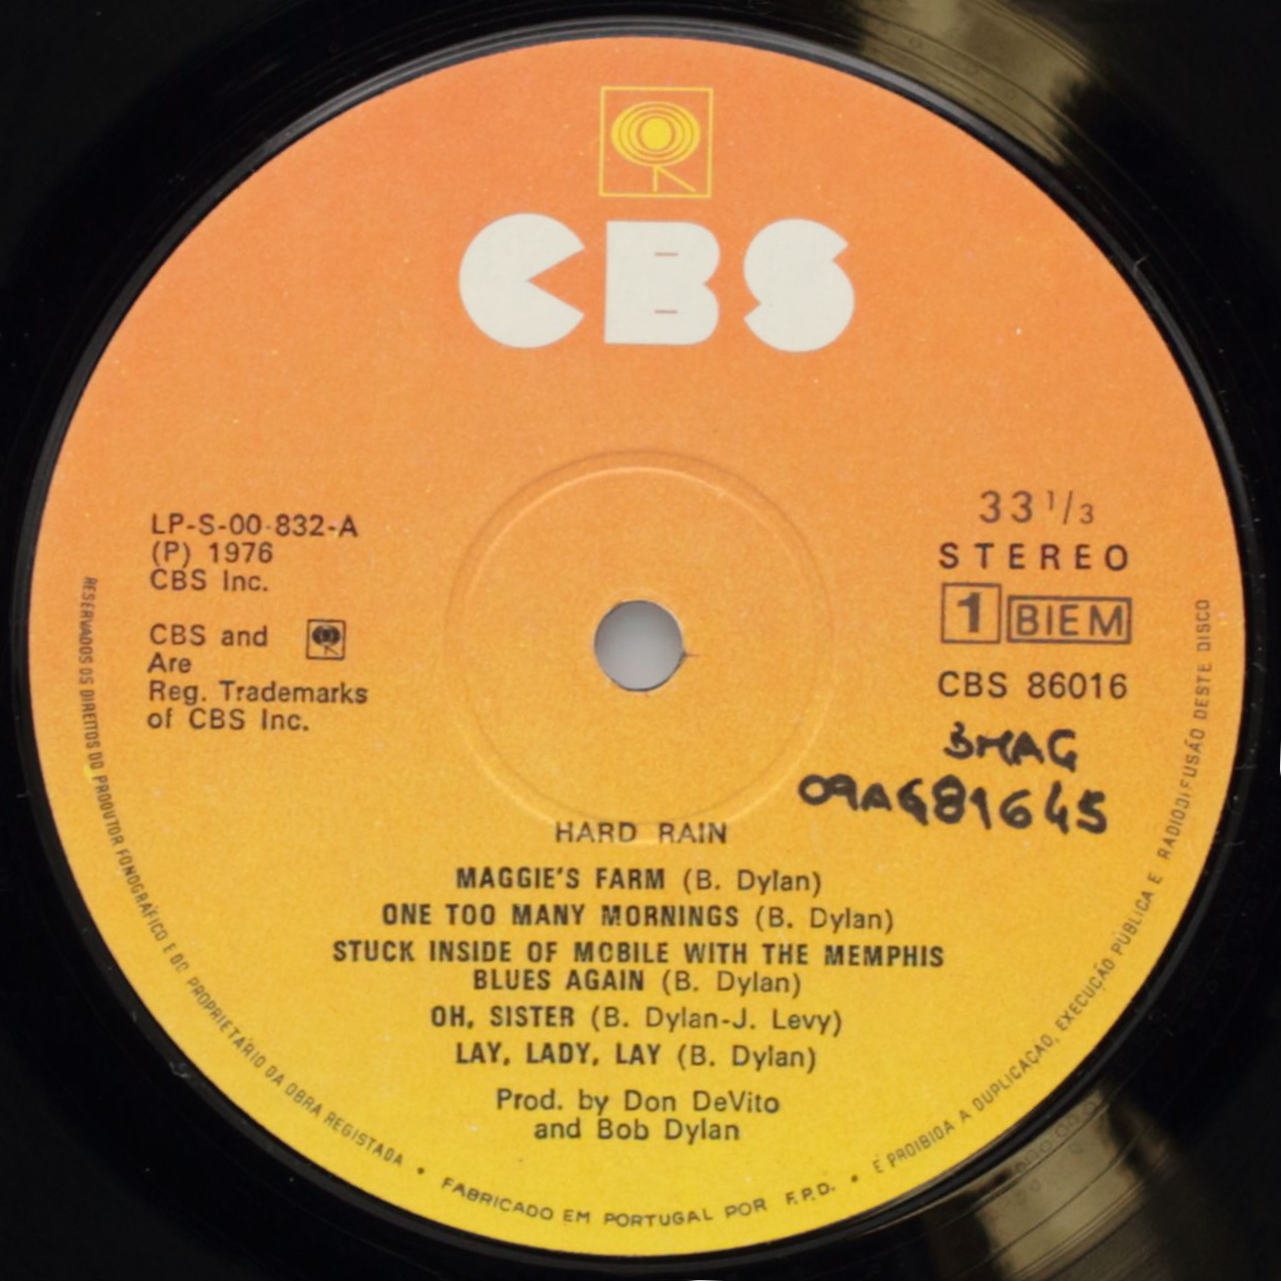 CBS
LP-S-00-832-A
(P) 1976
CBS Inc.
CBS and
Are
Reg. Trademarks
of CBS Inc.
33 1/3
STEREO
1 BIEM
CBS 86016
3MAG
09AG81645
HARD RAIN
MAGGIE'S FARM (B. Dylan)
ONE TOO MANY MORNINGS (B. Dylan)
STUCK INSIDE OF MOBILE WITH THE MEMPHIS
BLUES AGAIN (B. Dylan)
OH, SISTER (B. Dylan-J. Levy)
LAY, LADY, LAY (B. Dylan)
Prod. by Don DeVito
and Bob Dylan
RESERVADOS OS DIREITOS DO PRODUTOR FONOGRÁFICO E DO PROPRIETÁRIO DA OBRA REGISTADA • FABRICADO EM PORTUGAL POR F.P.D. • É PROIBIDA A DUPLICAÇÃO, EXECUÇÃO PÚBLICA E RADIODIFUSÃO DESTE DISCO